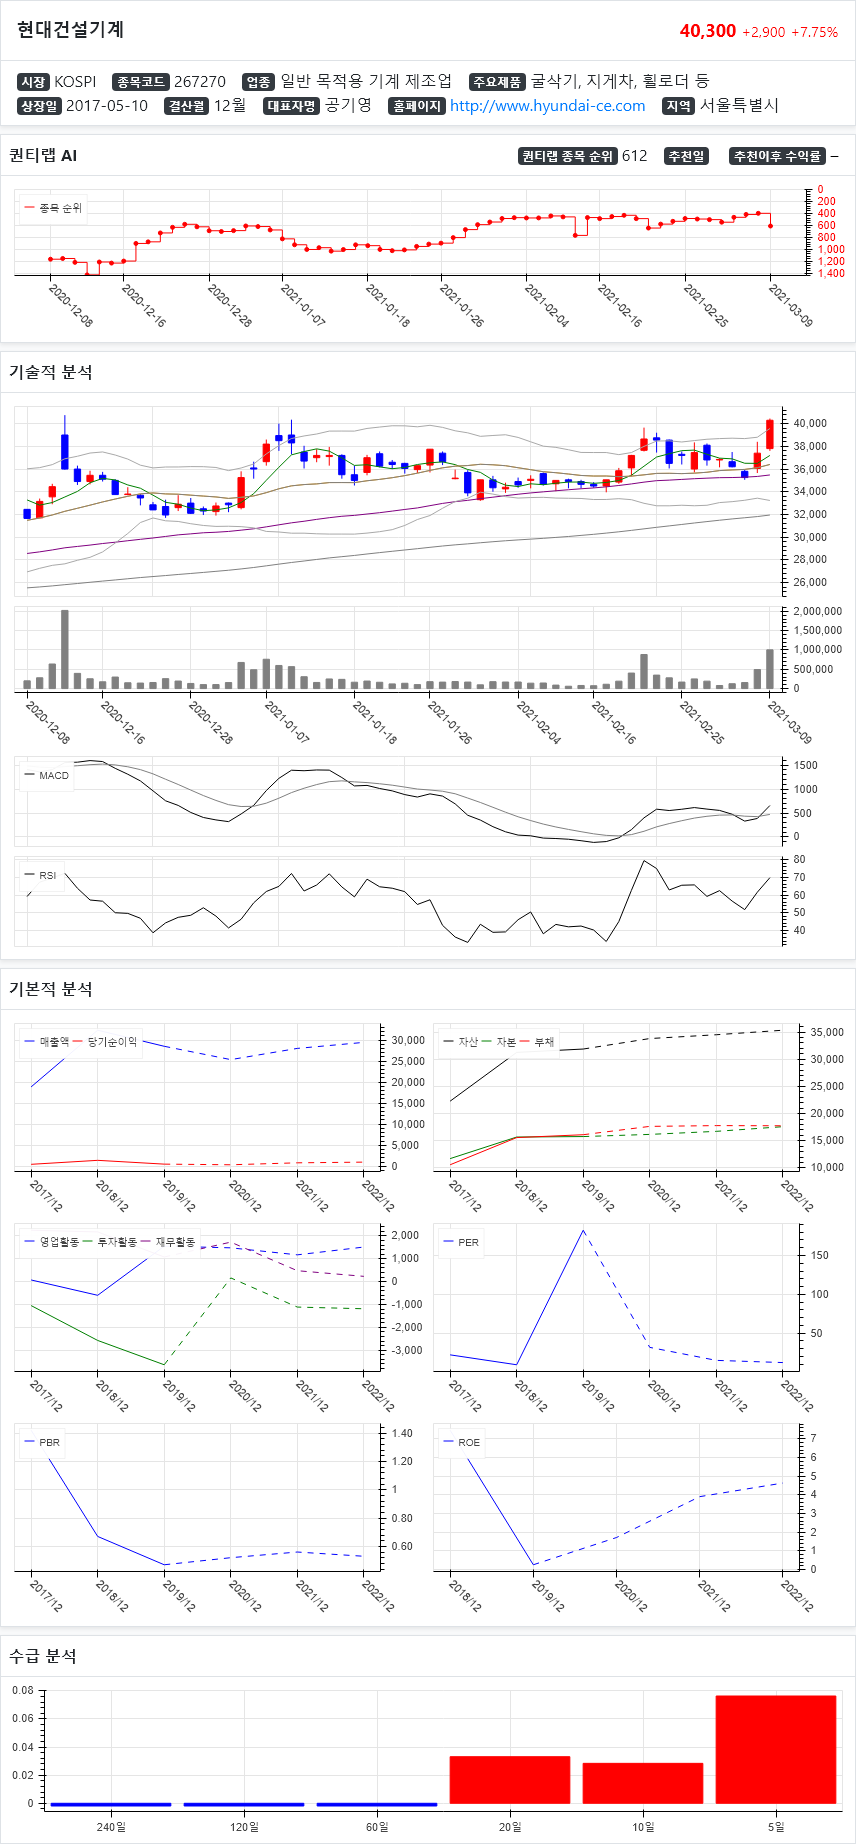 현대건설기계 40,300 +2,900 +7.75%
시장 KOSPI 종목코드 267270 업종 일반 목적용 기계 제조업 주요제품 굴삭기, 지게차, 휠로더 등
상장일 2017-05-10 결산월 12월 대표자명 공기영 홈페이지 http://www.hyundai-ce.com 지역 서울특별시
퀀티랩 AI 퀀티랩 종목 순위 612 추천일 추천이후 수익률 –
종목 순위
0
200
400
600
800
1,000
1,200
1,400
2020-12-08 2020-12-16 2020-12-28 2021-01-07 2021-01-18 2021-01-26 2021-02-04 2021-02-16 2021-02-25 2021-03-09
기술적 분석
40,000
38,000
36,000
34,000
32,000
30,000
28,000
26,000
2,000,000
1,500,000
1,000,000
500,000
0
2020-12-08 2020-12-16 2020-12-28 2021-01-07 2021-01-18 2021-01-26 2021-02-04 2021-02-16 2021-02-25 2021-03-09
MACD
1500
1000
500
0
RSI
80
70
60
50
40
기본적 분석
매출액 당기순이익
30,000
25,000
20,000
15,000
10,000
5,000
0
2017/12 2018/12 2019/12 2020/12 2021/12 2022/12
자산 자본 부채
35,000
30,000
25,000
20,000
15,000
10,000
2017/12 2018/12 2019/12 2020/12 2021/12 2022/12
영업활동 투자활동 재무활동
2,000
1,000
0
-1,000
-2,000
-3,000
2017/12 2018/12 2019/12 2020/12 2021/12 2022/12
PER
150
100
50
2017/12 2018/12 2019/12 2020/12 2021/12 2022/12
PBR
1.40
1.20
1
0.80
0.60
2017/12 2018/12 2019/12 2020/12 2021/12 2022/12
ROE
7
6
5
4
3
2
1
0
2018/12 2019/12 2020/12 2021/12 2022/12
수급 분석
0.08
0.06
0.04
0.02
0
240일 120일 60일 20일 10일 5일